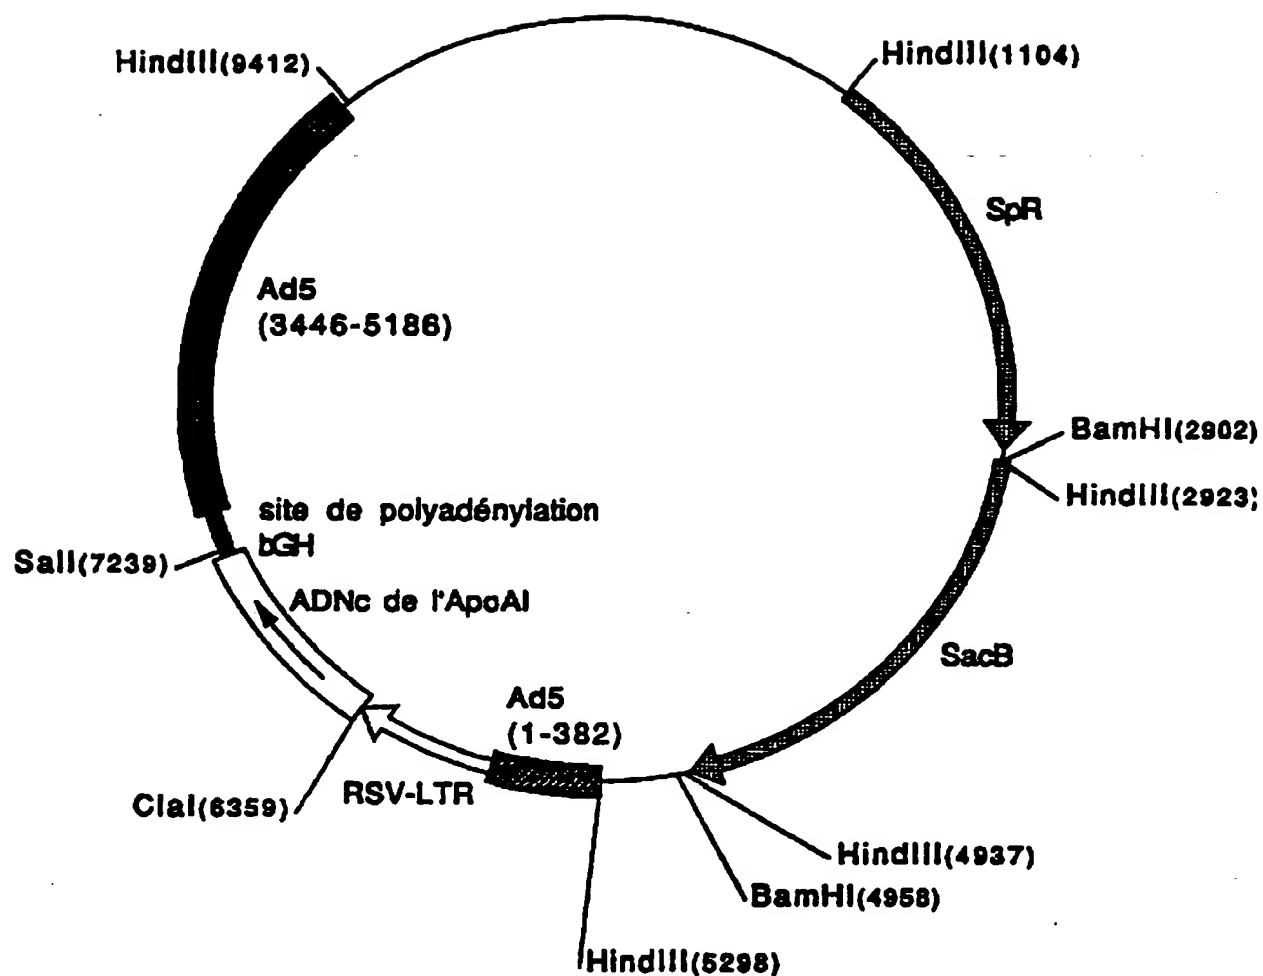 HindIII(9412)
HindIII(1104)
SpR
Ad5
(3446-5186)
BamHI(2902)
HindIII(2923)
site de polyadénylation
bGH
SalI(7239)
ADNc de l'ApoAI
SacB
Ad5
(1-382)
RSV-LTR
ClaI(6359)
HindIII(4937)
BamHI(4958)
HindIII(5298)